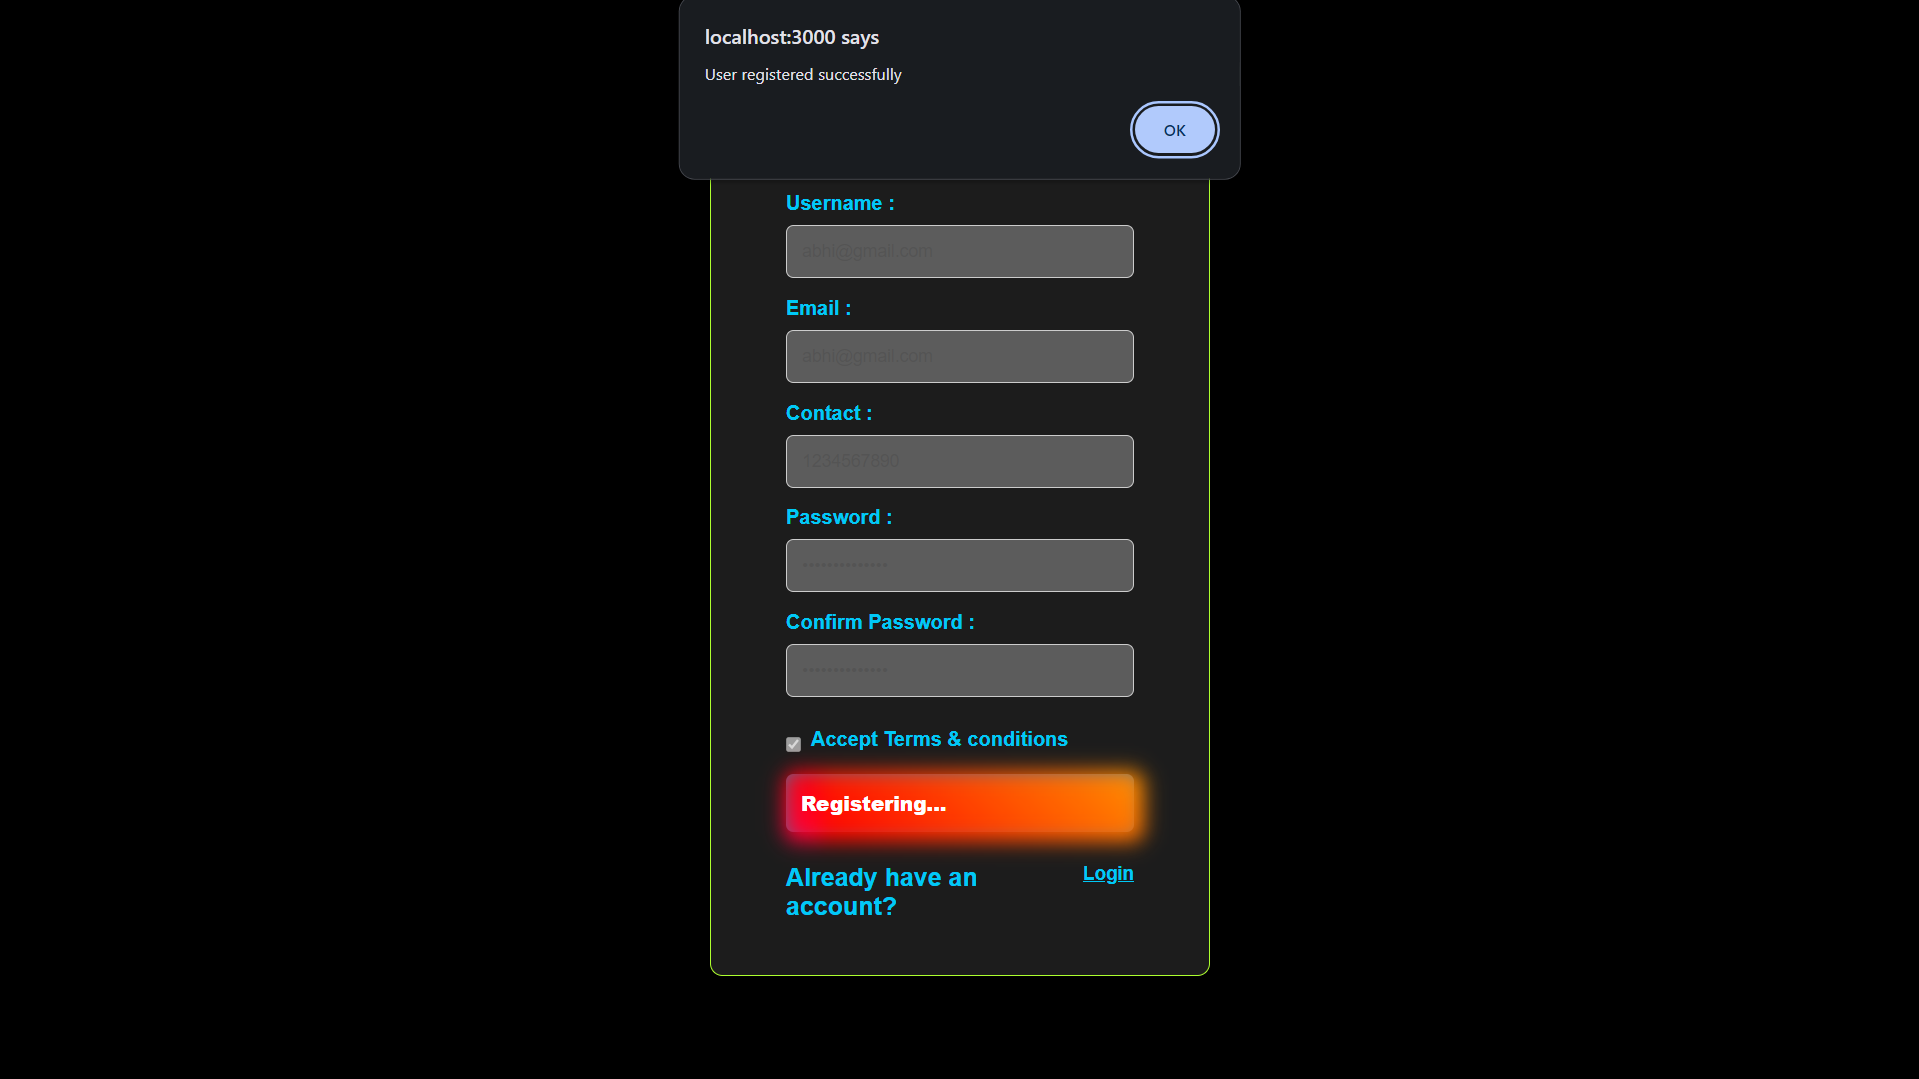 localhost:3000 says
User registered successfully
OK
Username :
abhi@gmail.com
Email :
abhi@gmail.com
Contact :
1234567890
Password :
••••••••••••••
Confirm Password :
••••••••••••••
Accept Terms & conditions
Registering...
Already have an
account?
Login